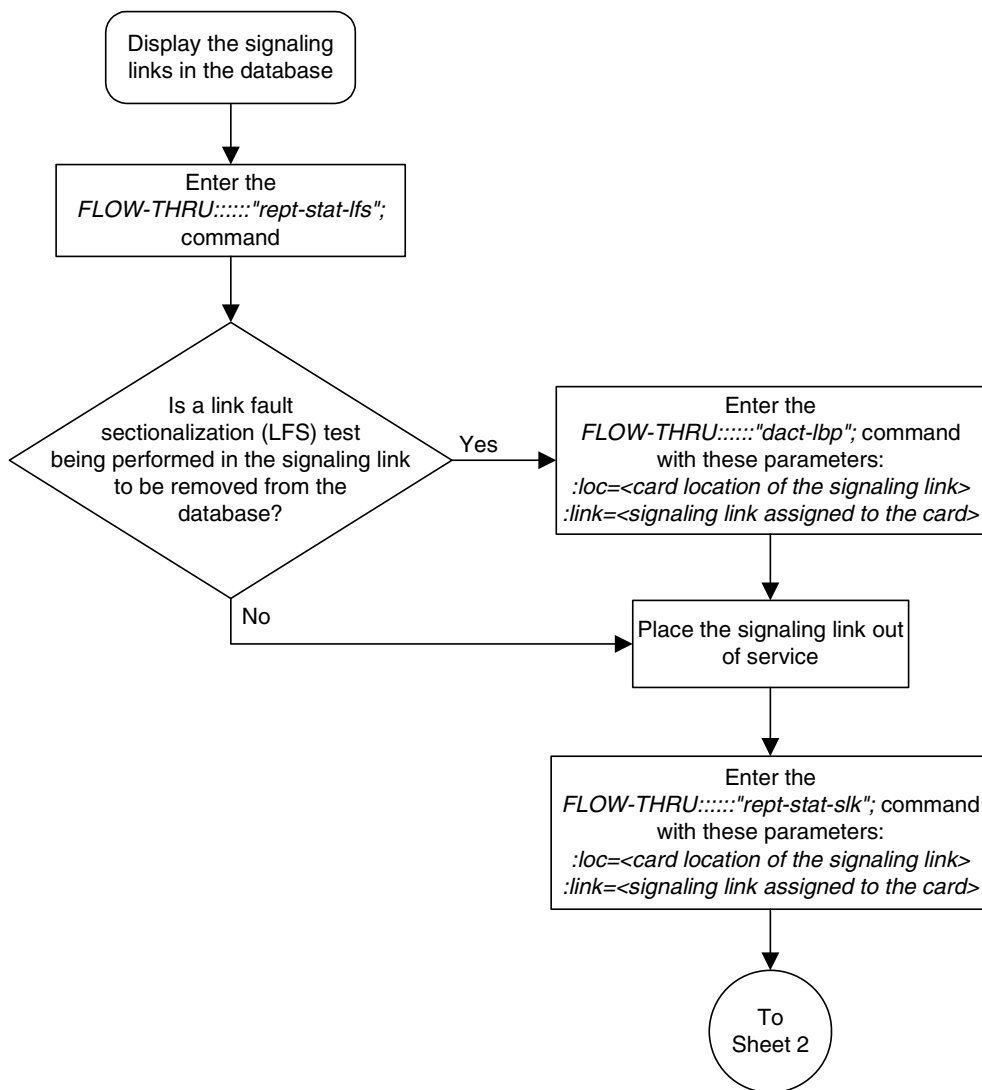 Display the signaling
links in the database
Enter the
FLOW-THRU::::::"rept-stat-lfs";
command
Is a link fault
sectionalization (LFS) test
being performed in the signaling link
to be removed from the
database?
Yes
Enter the
FLOW-THRU::::::"dact-lbp"; command
with these parameters:
:loc=<card location of the signaling link>
:link=<signaling link assigned to the card>
No
Place the signaling link out
of service
Enter the
FLOW-THRU::::::"rept-stat-slk"; command
with these parameters:
:loc=<card location of the signaling link>
:link=<signaling link assigned to the card>
To
Sheet 2